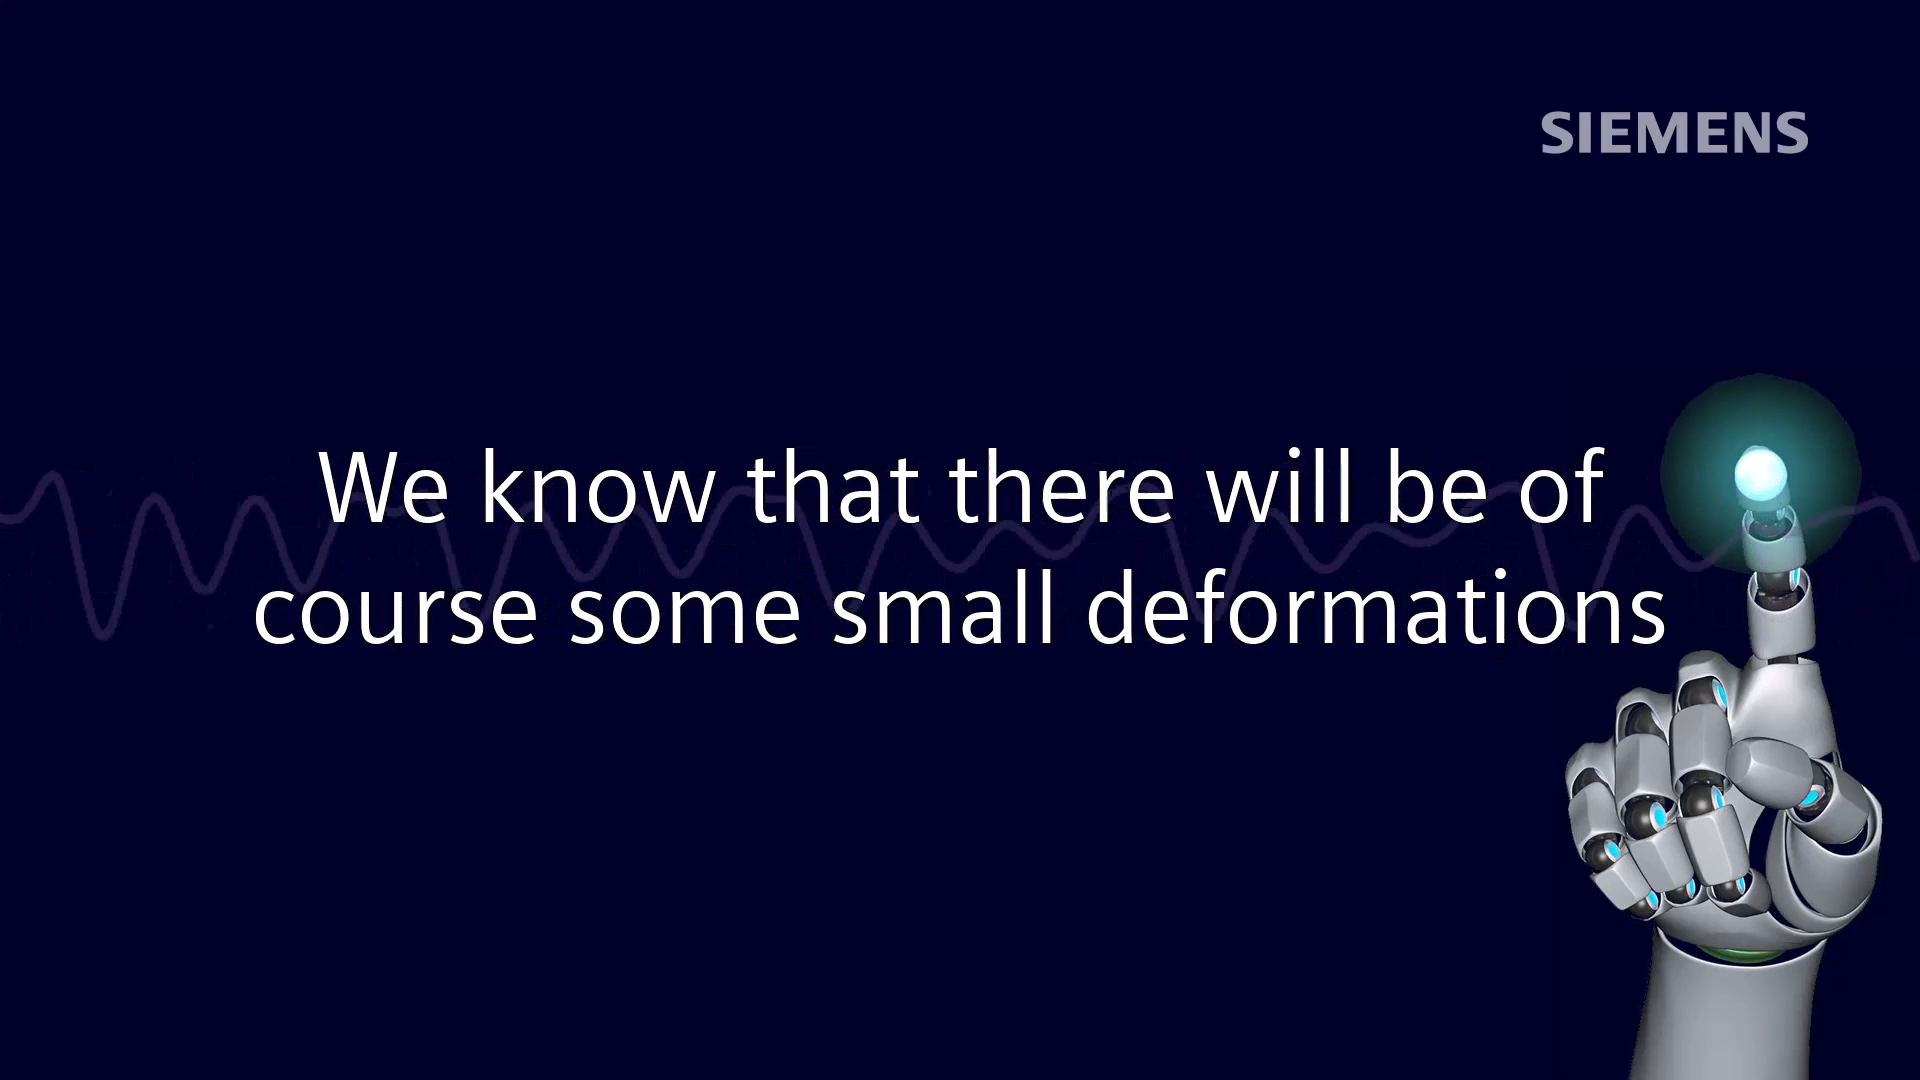 SIEMENS
We know that there will be of
course some small deformations